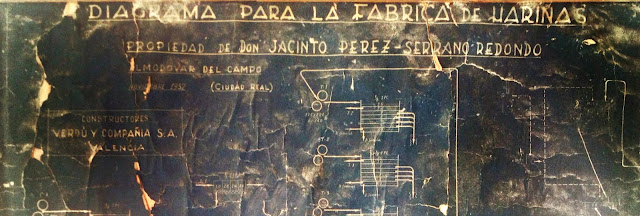 DIAGRAMA PARA LA FABRICA DE HARINAS
PROPIEDAD DE DON JACINTO PEREZ-SERRANO REDONDO
ALMODOVAR DEL CAMPO
(CIUDAD REAL)
CONSTRUCTORES
VERDÚ Y COMPAÑIA S.A.
VALENCIA